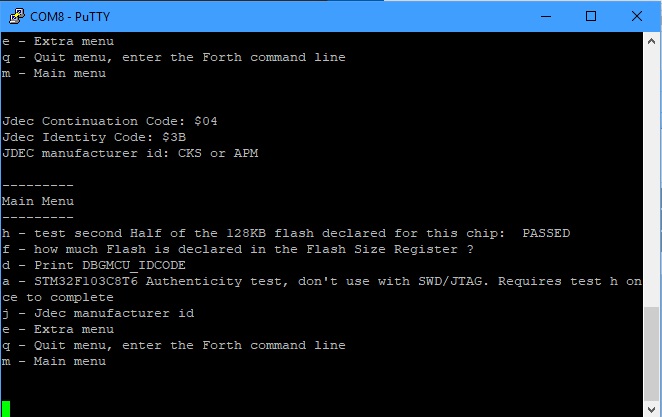 COM8 - PuTTY
e - Extra menu
q - Quit menu, enter the Forth command line
m - Main menu
Jdec Continuation Code: $04
Jdec Identity Code: $3B
JDEC manufacturer id: CKS or APM
---------
Main Menu
---------
h - test second Half of the 128KB flash declared for this chip:  PASSED
f - how much Flash is declared in the Flash Size Register ?
d - Print DBGMCU_IDCODE
a - STM32F103C8T6 Authenticity test, don't use with SWD/JTAG. Requires test h on
ce to complete
j - Jdec manufacturer id
e - Extra menu
q - Quit menu, enter the Forth command line
m - Main menu